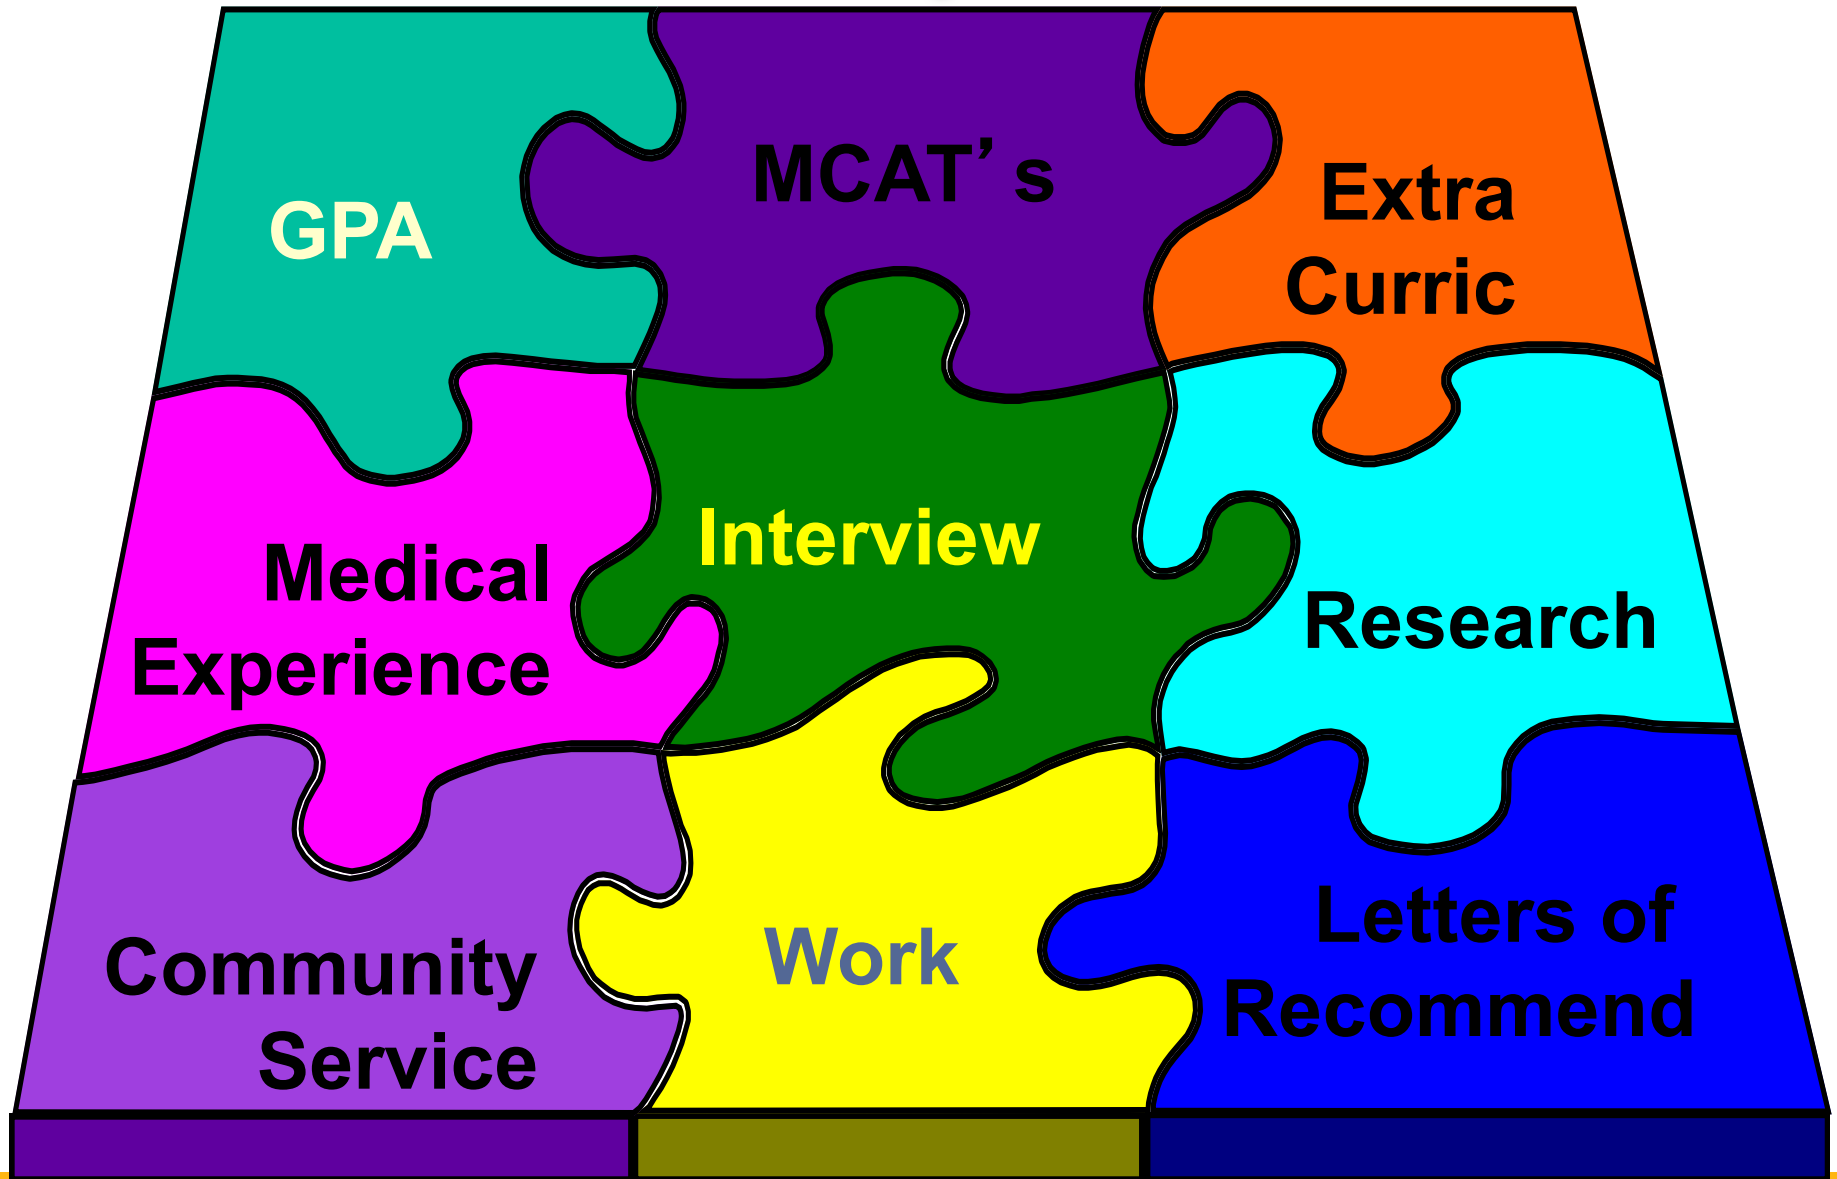 GPA
MCAT’s
Extra
Curric
Medical
Experience
Interview
Research
Community
Service
Work
Letters of
Recommend